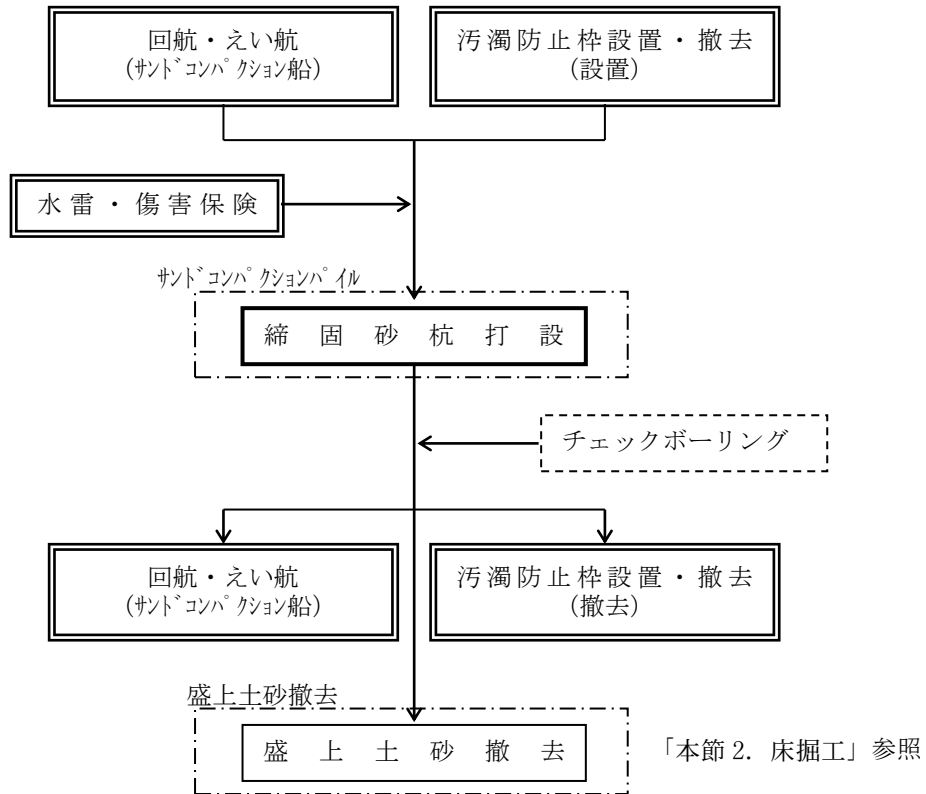 回航・えい航
(ｻﾝﾄﾞｺﾝﾊﾟｸｼｮﾝ船)
汚濁防止枠設置・撤去
(設置)
水雷・傷害保険
ｻﾝﾄﾞｺﾝﾊﾟｸｼｮﾝﾊﾟｲﾙ
締固砂杭打設
チェックボーリング
回航・えい航
(ｻﾝﾄﾞｺﾝﾊﾟｸｼｮﾝ船)
汚濁防止枠設置・撤去
(撤去)
盛上土砂撤去
盛上土砂撤去
「本節 2. 床掘工」参照